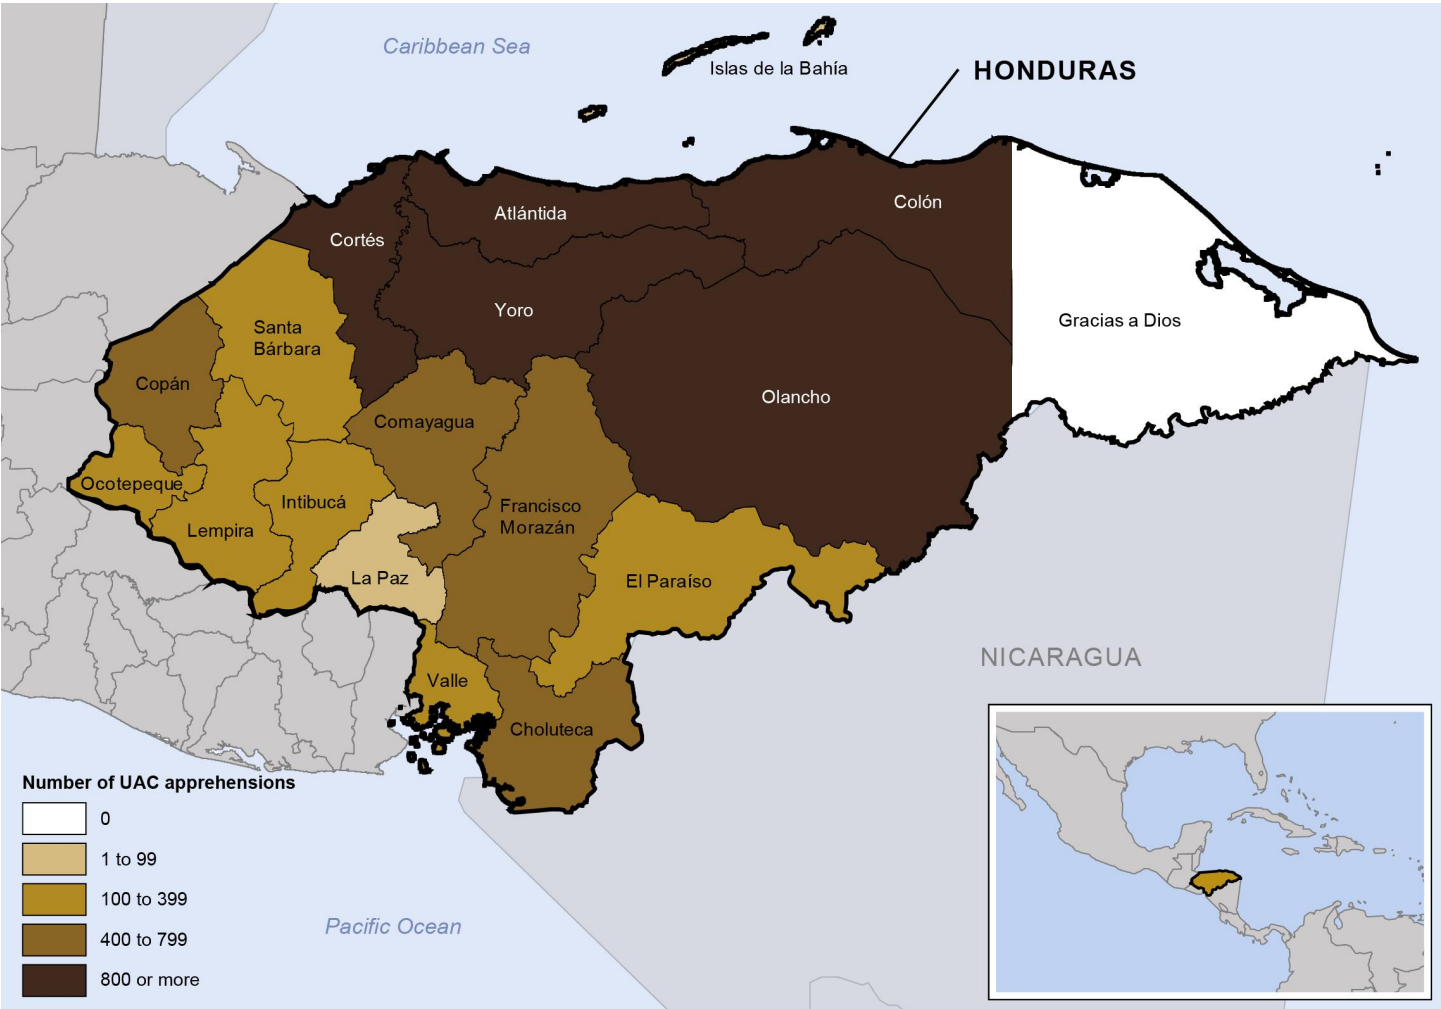 Caribbean Sea
Islas de la Bahía
HONDURAS
Atlántida
Colón
Cortés
Yoro
Gracias a Dios
Santa
Bárbara
Copán
Olancho
Comayagua
Ocotepeque
Intibucá
Francisco
Morazán
Lempira
La Paz
El Paraíso
NICARAGUA
Valle
Choluteca
Number of UAC apprehensions
0
1 to 99
100 to 399
400 to 799
800 or more
Pacific Ocean